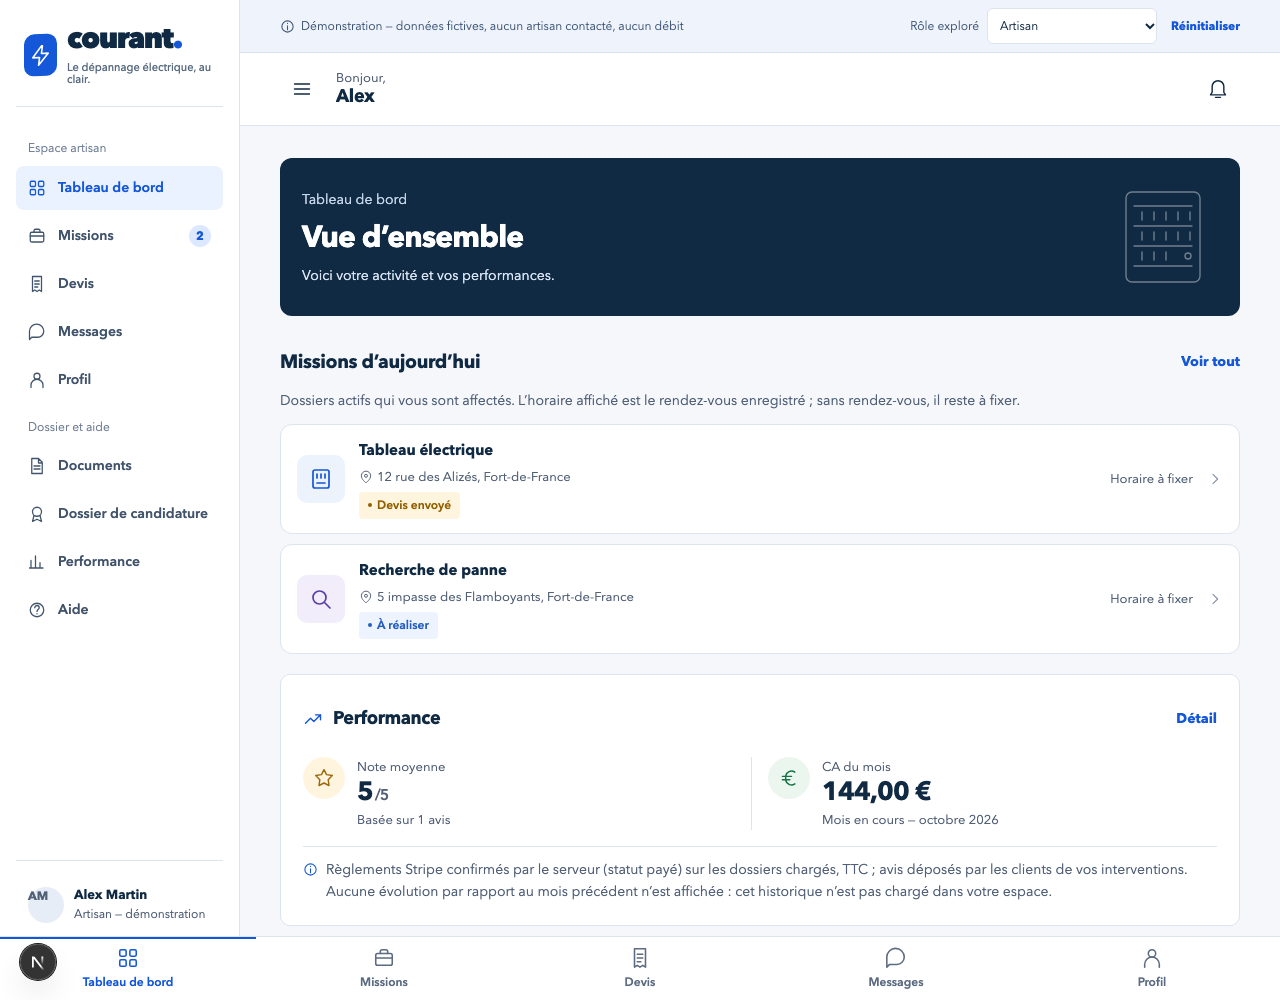 courant.
Le dépannage électrique, au
clair.
Espace artisan
Tableau de bord
Missions
2
Devis
Messages
Profil
Dossier et aide
Documents
Dossier de candidature
Performance
Aide
AM
Alex Martin
Artisan – démonstration
Démonstration – données fictives, aucun artisan contacté, aucun débit
Rôle exploré
Artisan
Réinitialiser
Bonjour,
Alex
Tableau de bord
Vue d’ensemble
Voici votre activité et vos performances.
Missions d’aujourd’hui
Voir tout
Dossiers actifs qui vous sont affectés. L’horaire affiché est le rendez-vous enregistré ; sans rendez-vous, il reste à fixer.
Tableau électrique
12 rue des Alizés, Fort-de-France
• Devis envoyé
Horaire à fixer
Recherche de panne
5 impasse des Flamboyants, Fort-de-France
• À réaliser
Horaire à fixer
Performance
Détail
Note moyenne
5/5
Basée sur 1 avis
€
CA du mois
144,00 €
Mois en cours – octobre 2026
Règlements Stripe confirmés par le serveur (statut payé) sur les dossiers chargés, TTC ; avis déposés par les clients de vos interventions.
Aucune évolution par rapport au mois précédent n’est affichée : cet historique n’est pas chargé dans votre espace.
N
Tableau de bord
Missions
Devis
Messages
Profil